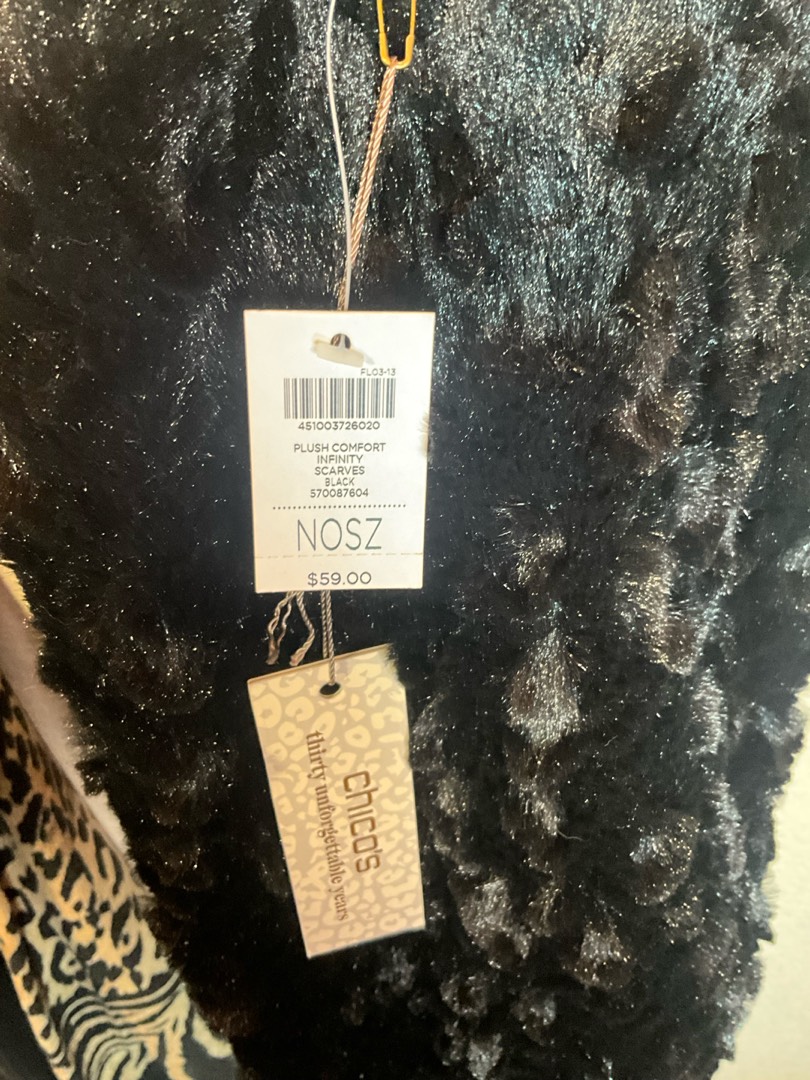 FL03-13
451003726020
PLUSH COMFORT
INFINITY
SCARVES
BLACK
570087604
NOSZ
$59.00
chico's
thirty unforgettable years